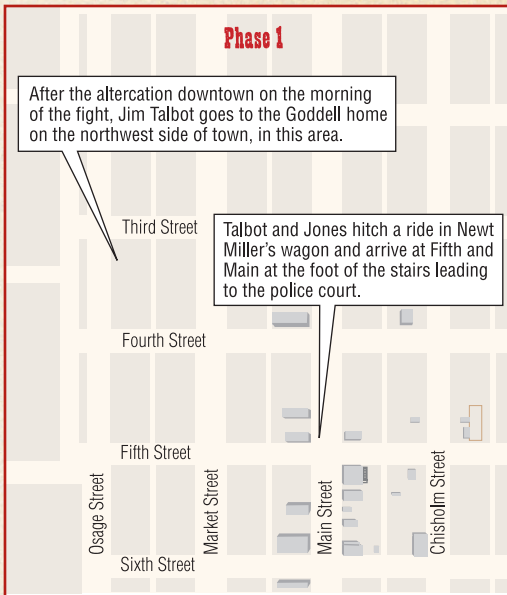 Phase 1
After the altercation downtown on the morning
of the fight, Jim Talbot goes to the Goddell home
on the northwest side of town, in this area.
Third Street
Talbot and Jones hitch a ride in Newt
Miller's wagon and arrive at Fifth and
Main at the foot of the stairs leading
to the police court.
Fourth Street
Fifth Street
Osage Street
Market Street
Main Street
Chisholm Street
Sixth Street